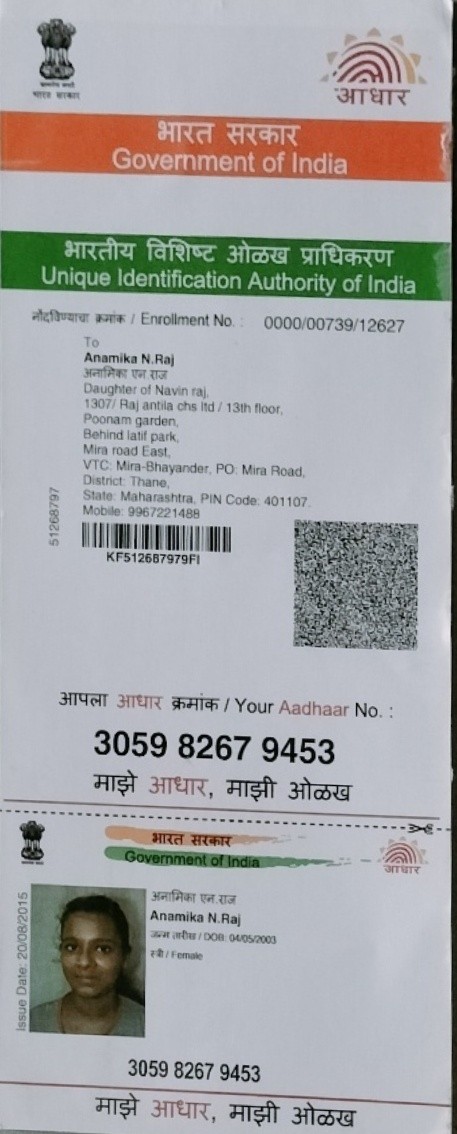 भारत सरकार
आधार
भारत सरकार
Government of India
भारतीय विशिष्ट ओळख प्राधिकरण
Unique Identification Authority of India
नोंदविण्याचा क्रमांक / Enrollment No. : 0000/00739/12627
To
Anamika N.Raj
अनामिका एन.राज
Daughter of Navin raj,
1307/ Raj antila chs ltd / 13th floor,
Poonam garden,
Behind latif park,
Mira road East,
VTC: Mira-Bhayander, PO: Mira Road,
District: Thane,
State: Maharashtra, PIN Code: 401107.
Mobile: 9967221488
51268797
KF512687979FI
आपला आधार क्रमांक / Your Aadhaar No. :
3059 8267 9453
माझे आधार, माझी ओळख
भारत सरकार
Government of India
आधार
Issue Date: 20/08/2015
अनामिका एन.राज
Anamika N.Raj
जन्म तारीख / DOB: 04/05/2003
स्त्री / Female
3059 8267 9453
माझे आधार, माझी ओळख